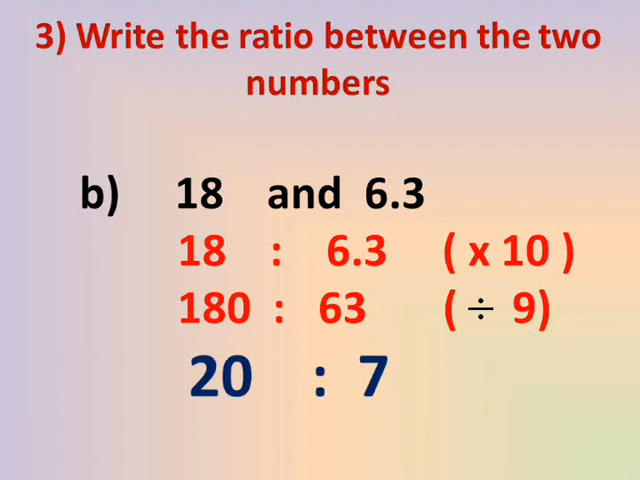 3) Write the ratio between the two
numbers
b) 18 and 6.3
18 : 6.3 ( x 10 )
180 : 63 ( ÷ 9)
20 : 7